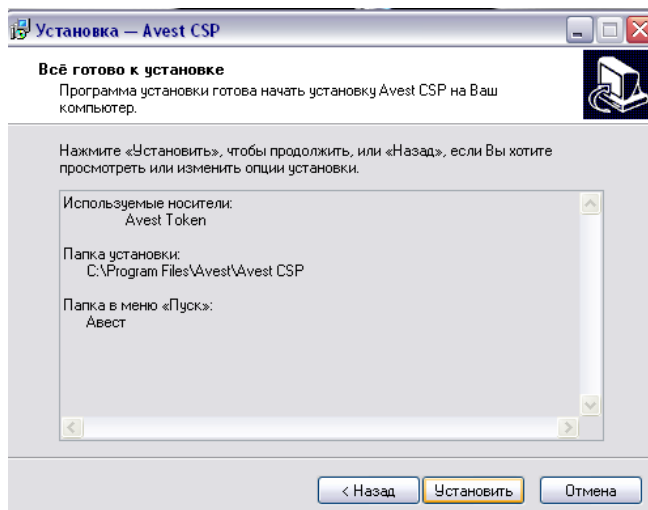 Установка — Avest CSP
Всё готово к установке
Программа установки готова начать установку Avest CSP на Ваш
компьютер.
Нажмите «Установить», чтобы продолжить, или «Назад», если Вы хотите
просмотреть или изменить опции установки.
Используемые носители:
Avest Token
Папка установки:
C:\Program Files\Avest\Avest CSP
Папка в меню «Пуск»:
Авест
< Назад
Установить
Отмена